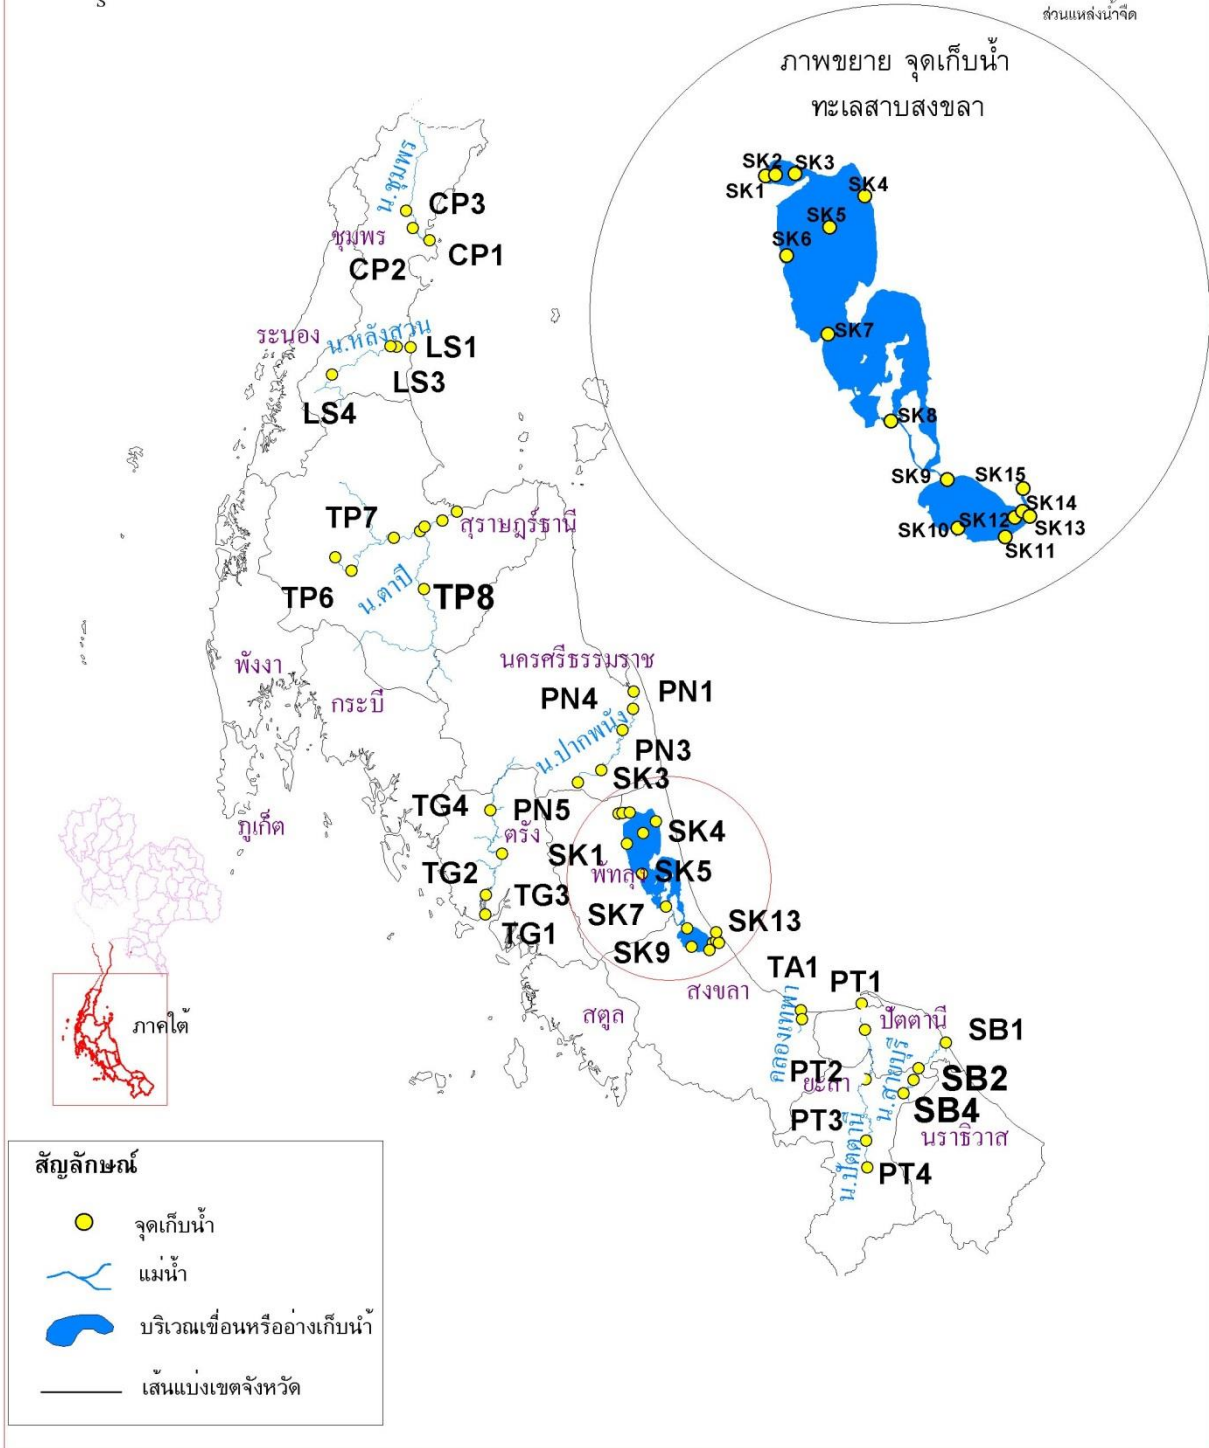 s
ส่วนแหล่งน้ำจืด
ภาพขยาย จุดเก็บน้ำ
ทะเลสาบสงขลา
SK2
SK3
SK1
SK4
SK5
SK6
SK7
SK8
SK9
SK15
SK14
SK12
SK13
SK10
SK11
น.ชุมพร
CP3
ชุมพร
CP1
CP2
ระนอง
น.หลังสวน
LS1
LS3
LS4
TP7
สุราษฎร์ธานี
TP6
น.ตาปี
TP8
พังงา
นครศรีธรรมราช
กระบี่
PN4
PN1
น.ปากพนัง
PN3
SK3
TG4
PN5
ภูเก็ต
ตรัง
SK4
SK1
TG2
พัทลุง
SK5
TG3
SK7
SK13
TG1
SK9
TA1
สงขลา
PT1
สตูล
คลองเทพา
ปัตตานี
SB1
ภาคใต้
PT2
น.สายบุรี
SB2
ยะลา
SB4
PT3
นราธิวาส
น.ปัตตานี
PT4
สัญลักษณ์
จุดเก็บน้ำ
แม่น้ำ
บริเวณเขื่อนหรืออ่างเก็บน้ำ
เส้นแบ่งเขตจังหวัด